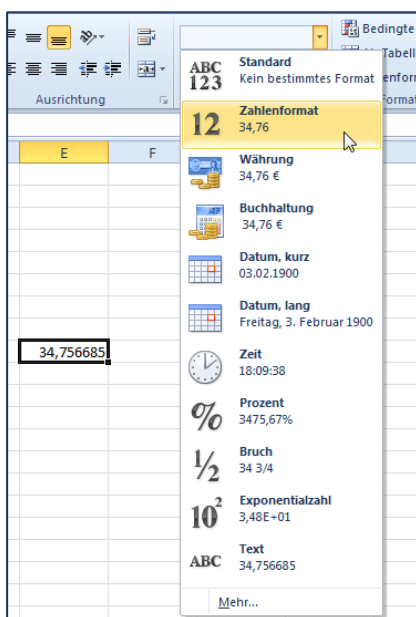 Bedingte
Tabell
enfor
Format
Ausrichtung
ABC
123
Standard
Kein bestimmtes Format
12
Zahlenformat
34,76
E
F
Währung
34,76 €
Buchhaltung
34,76 €
Datum, kurz
03.02.1900
Datum, lang
Freitag, 3. Februar 1900
34,756685
Zeit
18:09:38
%
Prozent
3475,67%
1/2
Bruch
34 3/4
10²
Exponentialzahl
3,48E+01
ABC
Text
34,756685
Mehr...